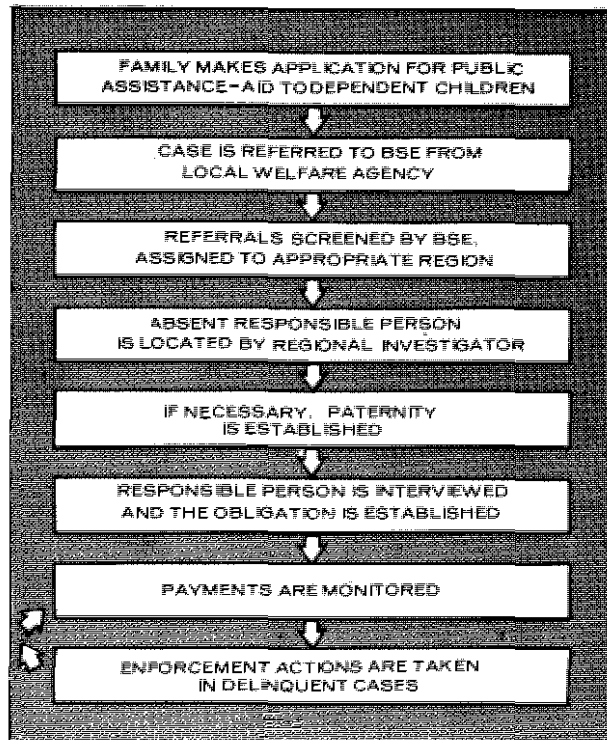 FAMILY MAKES APPLICATION FOR PUBLIC
ASSISTANCE-AID TO DEPENDENT CHILDREN
CASE IS REFERRED TO BSE FROM
LOCAL WELFARE AGENCY
REFERRALS SCREENED BY BSE,
ASSIGNED TO APPROPRIATE REGION
ABSENT RESPONSIBLE PERSON
IS LOCATED BY REGIONAL INVESTIGATOR
IF NECESSARY, PATERNITY
IS ESTABLISHED
RESPONSIBLE PERSON IS INTERVIEWED
AND THE OBLIGATION IS ESTABLISHED
PAYMENTS ARE MONITORED
ENFORCEMENT ACTIONS ARE TAKEN
IN DELINQUENT CASES